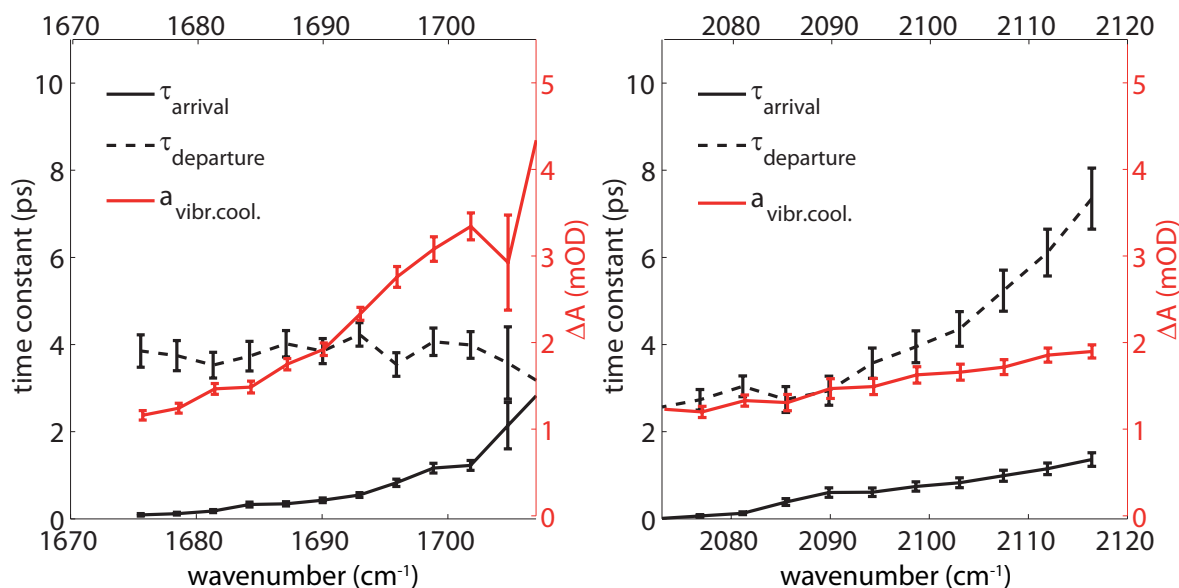 1670 1680 1690 1700
10
8
6
4
2
0
time constant (ps)
τarrival
τdeparture
avibr.cool.
5
4
3
2
1
0
ΔA (mOD)
1670 1680 1690 1700
wavenumber (cm⁻¹)
2080 2090 2100 2110 2120
10
8
6
4
2
0
time constant (ps)
τarrival
τdeparture
avibr.cool.
5
4
3
2
1
0
ΔA (mOD)
2080 2090 2100 2110 2120
wavenumber (cm⁻¹)